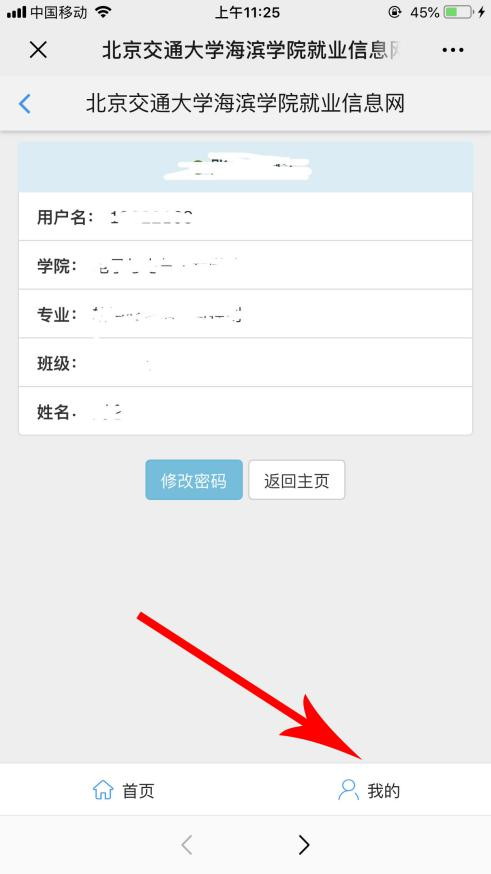 中国移动 上午11:25 45%
北京交通大学海滨学院就业信息
北京交通大学海滨学院就业信息网
用户名：
学院：
专业：
班级：
姓名
修改密码 返回主页
首页 我的